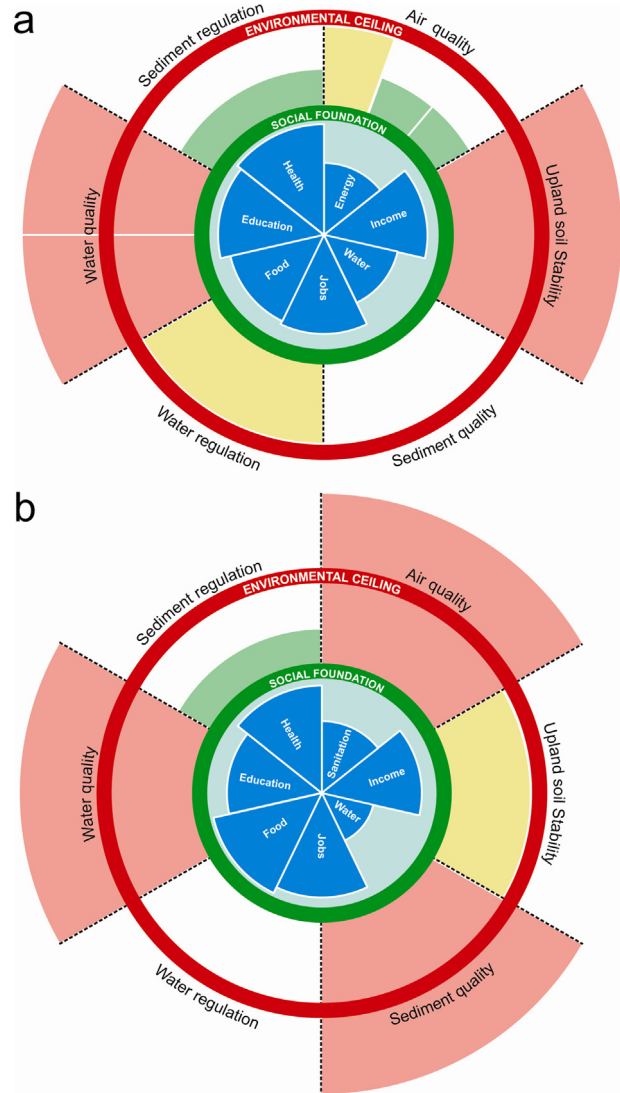 a
Sediment regulation
ENVIRONMENTAL CEILING
Air quality
SOCIAL FOUNDATION
Health
Energy
Education
Income
Water quality
Upland soil Stability
Food
Water
Jobs
Water regulation
Sediment quality
b
Sediment regulation
ENVIRONMENTAL CEILING
Air quality
SOCIAL FOUNDATION
Health
Sanitation
Education
Income
Water quality
Upland soil Stability
Food
Water
Jobs
Water regulation
Sediment quality